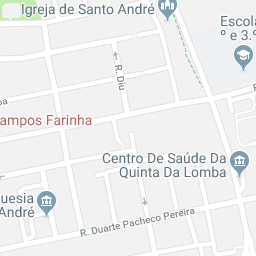 Igreja de Santo André
Escola
º e 3.º
R. Diu
ampos Farinha
Centro De Saúde Da
Quinta Da Lomba
uesia
André
R. Duarte Pacheco Pereira